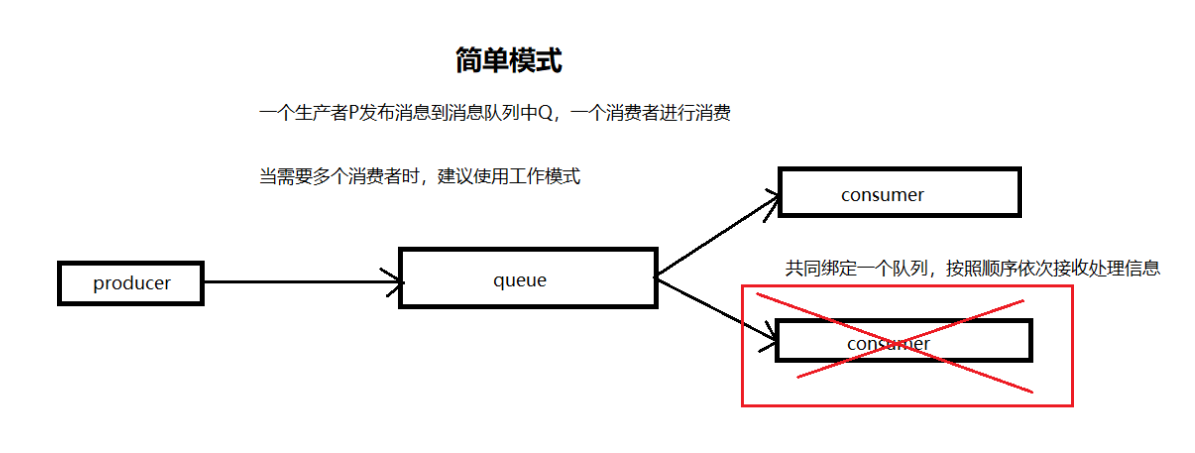 简单模式
一个生产者P发布消息到消息队列中Q，一个消费者进行消费
当需要多个消费者时，建议使用工作模式
consumer
共同绑定一个队列，按照顺序依次接收处理信息
producer
queue
consumer